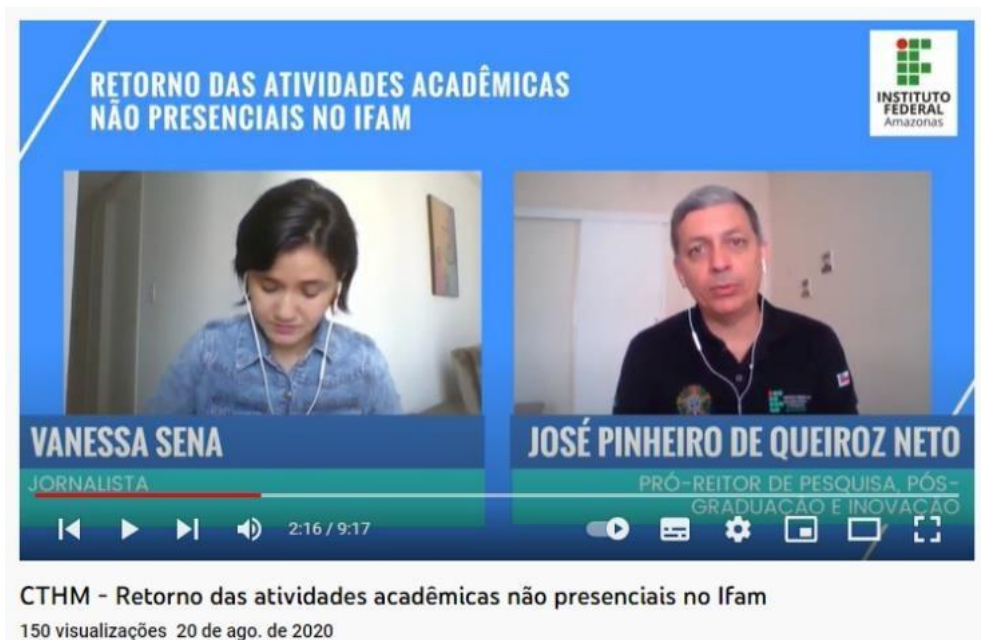 RETORNO DAS ATIVIDADES ACADÊMICAS
NÃO PRESENCIAIS NO IFAM
INSTITUTO
FEDERAL
Amazonas
VANESSA SENA
JORNALISTA
JOSÉ PINHEIRO DE QUEIROZ NETO
PRÓ-REITOR DE PESQUISA, PÓS-
GRADUAÇÃO E INOVAÇÃO
2:16 / 9:17
CTHM - Retorno das atividades acadêmicas não presenciais no Ifam
150 visualizações 20 de ago. de 2020